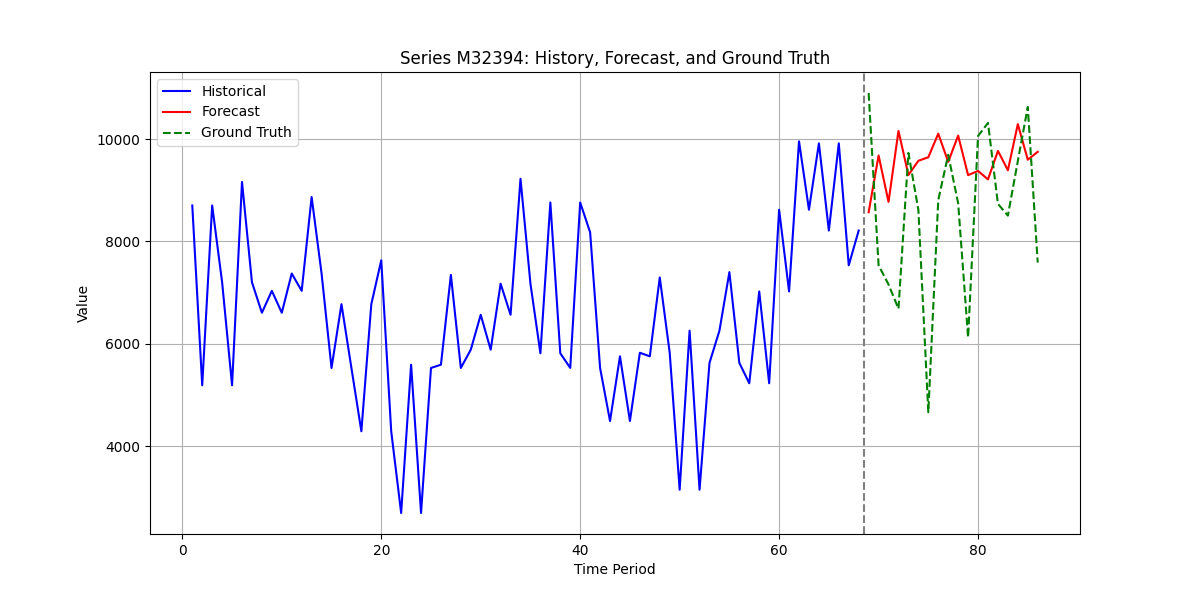 Series M32394: History, Forecast, and Ground Truth
Historical
Forecast
Ground Truth
10000
8000
6000
4000
Value
0 20 40 60 80
Time Period